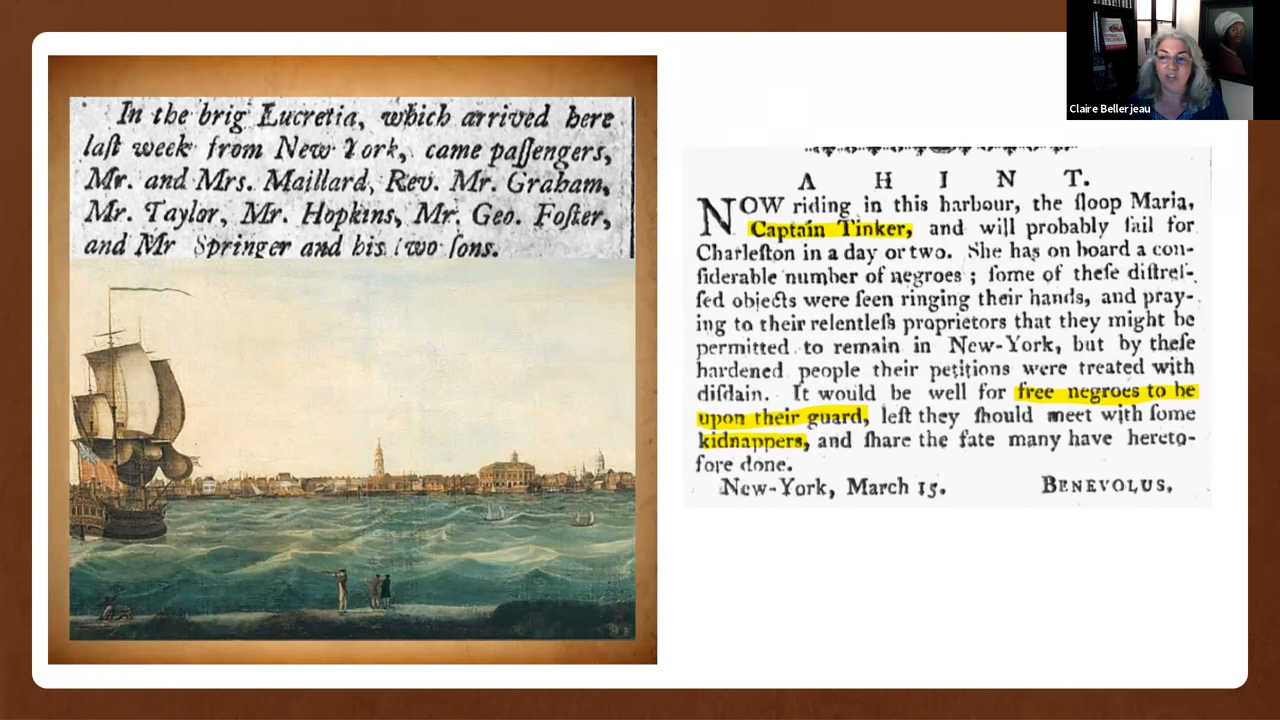 In the brig Lucretia, which arrived here
laſt week from New York, came paſſengers,
Mr. and Mrs. Maillard, Rev. Mr. Graham,
Mr. Taylor, Mr. Hopkins, Mr. Geo. Foſter,
and Mr Springer and his two ſons.
A HINT.
NOW riding in this harbour, the ſloop Maria,
Captain Tinker, and will probably ſail for
Charleſton in a day or two. She has on board a con-
ſiderable number of negroes ; ſome of theſe diſtreſ-
ſed objects were ſeen ringing their hands, and pray-
ing to their relentleſs proprietors that they might be
permitted to remain in New-York, but by theſe
hardened people their petitions were treated with
diſdain. It would be well for free negroes to be
upon their guard, leſt they ſhould meet with ſome
kidnappers, and ſhare the fate many have hereto-
fore done.
New-York, March 15. BENEVOLUS.
Claire Bellerjeau